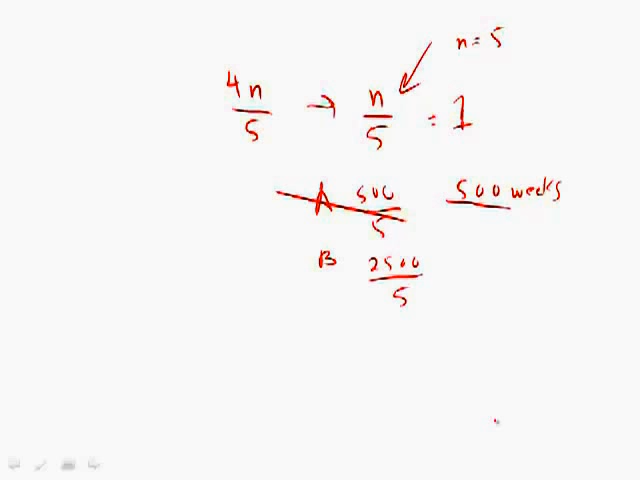 n = 5
4n/5 → n/5 = 1
A 500/5 500 weeks
B 2500/5